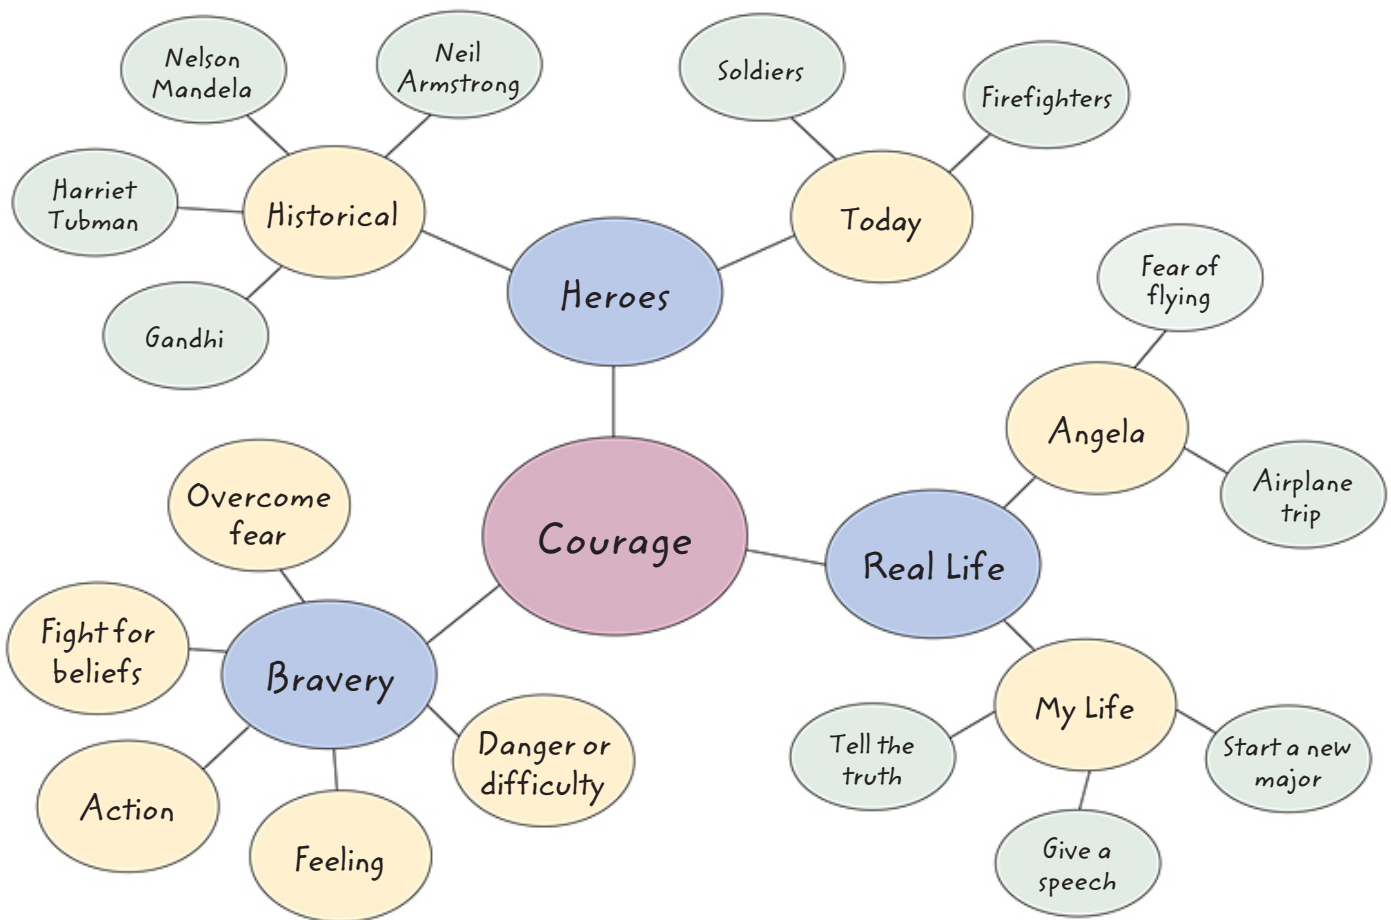 Nelson
Mandela
Neil
Armstrong
Soldiers
Firefighters
Harriet
Tubman
Historical
Today
Heroes
Gandhi
Fear of
flying
Angela
Airplane
trip
Courage
Real Life
Overcome
fear
Fight for
beliefs
Bravery
Action
Feeling
Danger or
difficulty
My Life
Tell the
truth
Start a new
major
Give a
speech